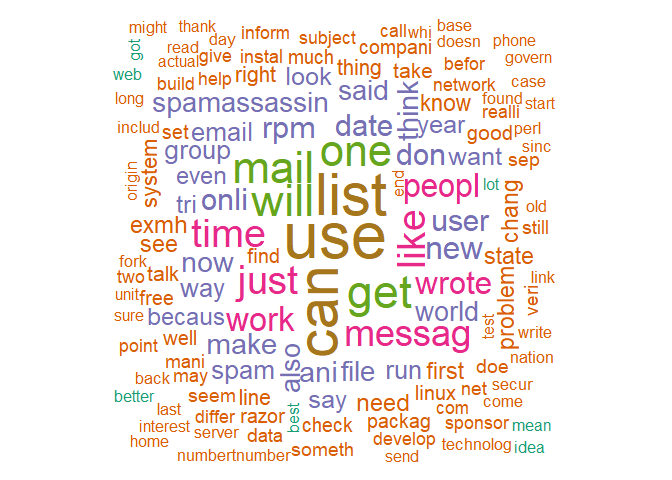 might thank
day inform subject call whi base
got read give instal much compani doesn phone
actual thing befor govern
web build help right look take network case
long spamassassin said know found start
includ set email rpm date think year good realli perl
group mail one don want sep sinc
origin system even will list end peopl lot old
tri onli user chang still
exmh time use like new state
see find
fork now just can get wrote problem veri link
two talk way world test
unit free work messag write
sure becaus make also
point well spam ani file run first doe nation
mani
back may seem line say need linux net secur
better differ razor best com come
last check packag sponsor mean
interest server data someth develop technolog idea
home numbertnumber send